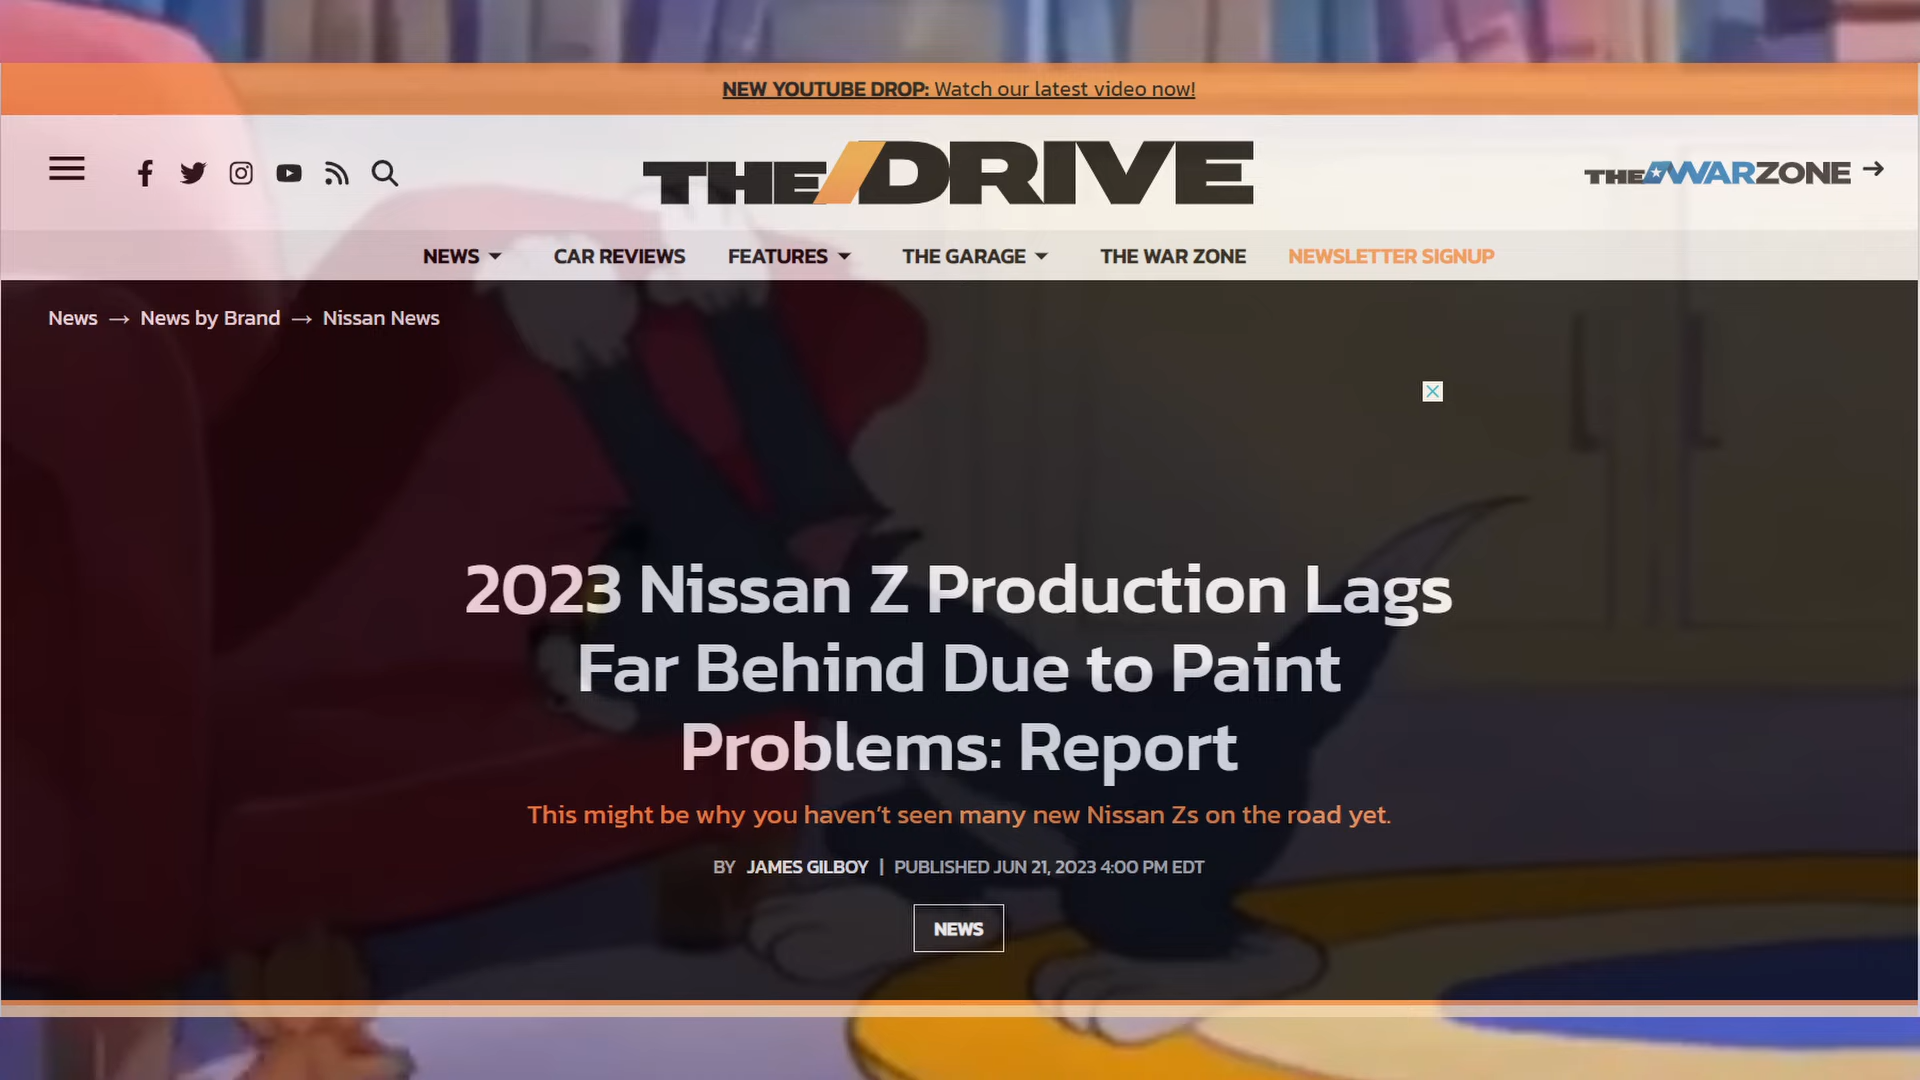 NEW YOUTUBE DROP: Watch our latest video now!
THE DRIVE
THE WARZONE
NEWS
CAR REVIEWS
FEATURES
THE GARAGE
THE WAR ZONE
NEWSLETTER SIGNUP
News → News by Brand → Nissan News
2023 Nissan Z Production Lags
Far Behind Due to Paint
Problems: Report
This might be why you haven't seen many new Nissan Zs on the road yet.
BY JAMES GILBOY | PUBLISHED JUN 21, 2023 4:00 PM EDT
NEWS